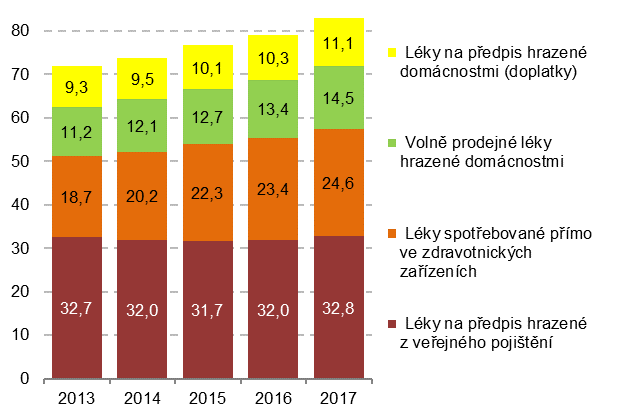 80
70
60
50
40
30
20
10
0
9,3 9,5 10,1 10,3 11,1
11,2 12,1 12,7 13,4 14,5
18,7 20,2 22,3 23,4 24,6
32,7 32,0 31,7 32,0 32,8
2013 2014 2015 2016 2017
Léky na předpis hrazené
domácnostmi (doplatky)
Volně prodejné léky
hrazené domácnostmi
Léky spotřebované přímo
ve zdravotnických
zařízeních
Léky na předpis hrazené
z veřejného pojištění